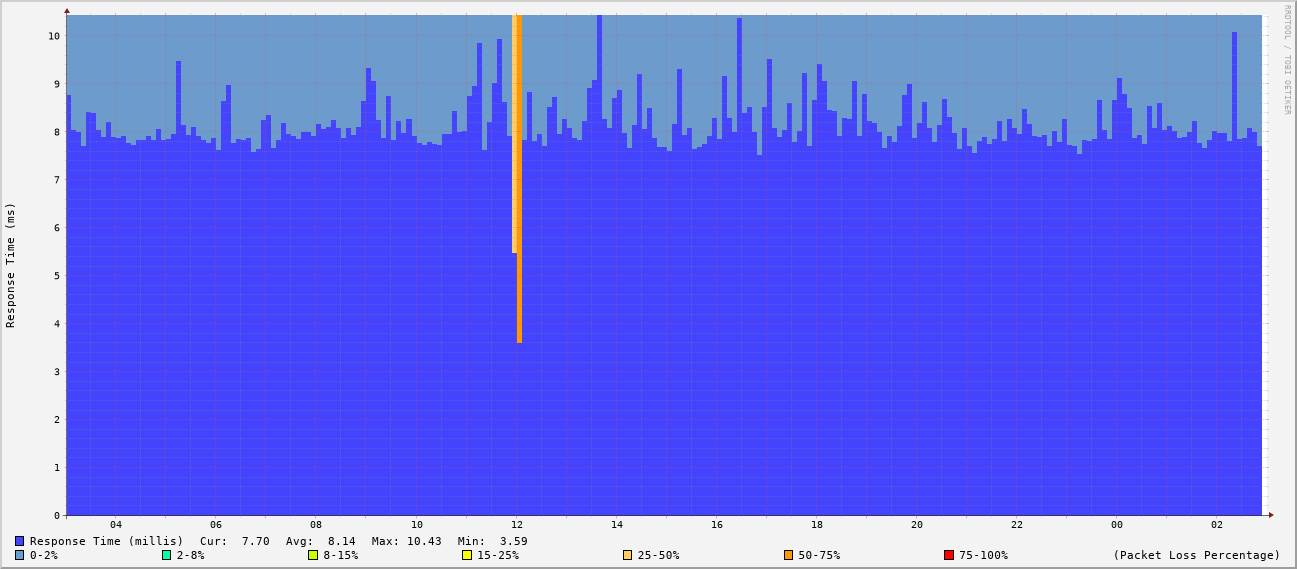 RRDTOOL / TOBI OETIKER
Response Time (ms)
10
9
8
7
6
5
4
3
2
1
0
04 06 08 10 12 14 16 18 20 22 00 02
Response Time (millis) Cur: 7.70 Avg: 8.14 Max: 10.43 Min: 3.59
0-2% 2-8% 8-15% 15-25% 25-50% 50-75% 75-100% (Packet Loss Percentage)